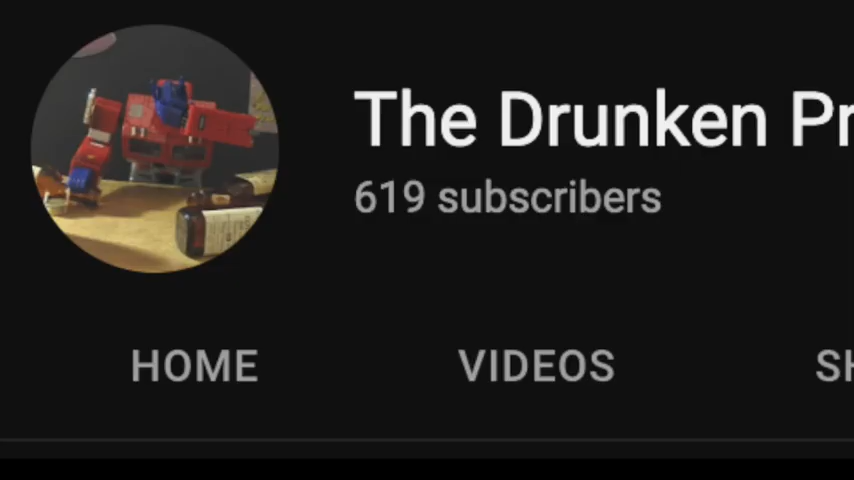 The Drunken Pr
619 subscribers
HOME
VIDEOS
SH